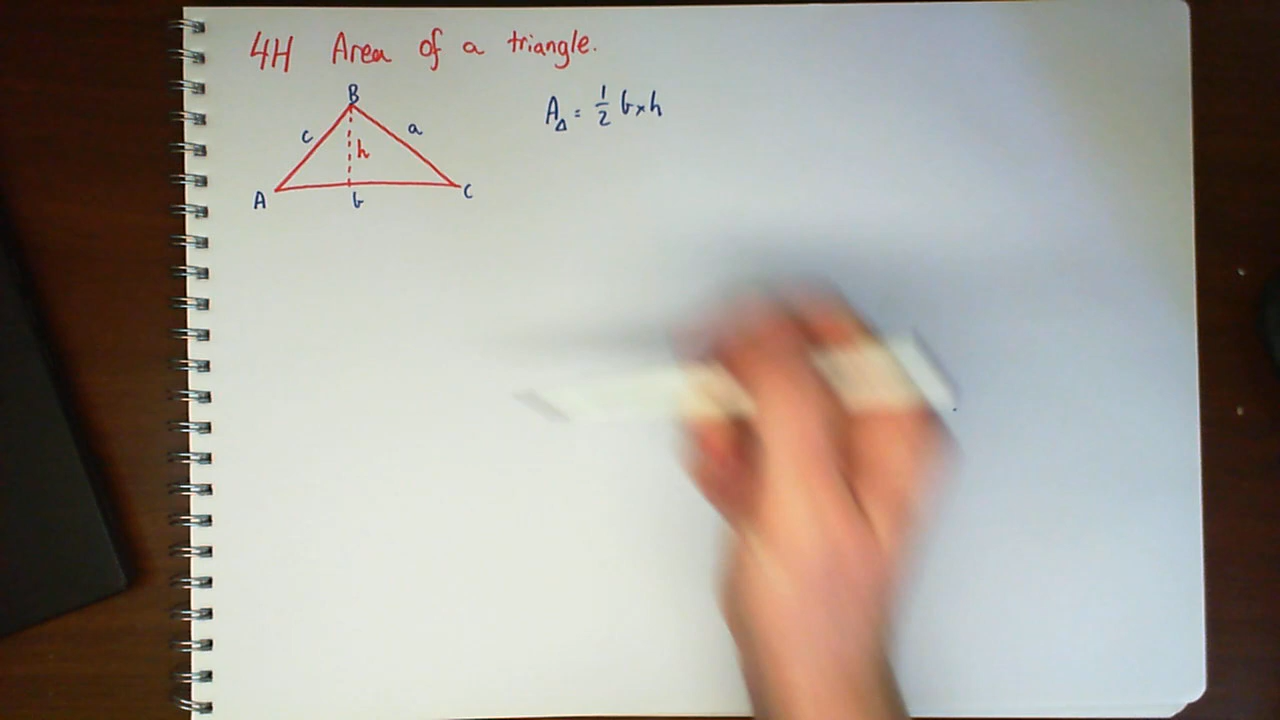 4H Area of a triangle.
B
A△ = 1/2 b×h
c
a
h
A
b
C